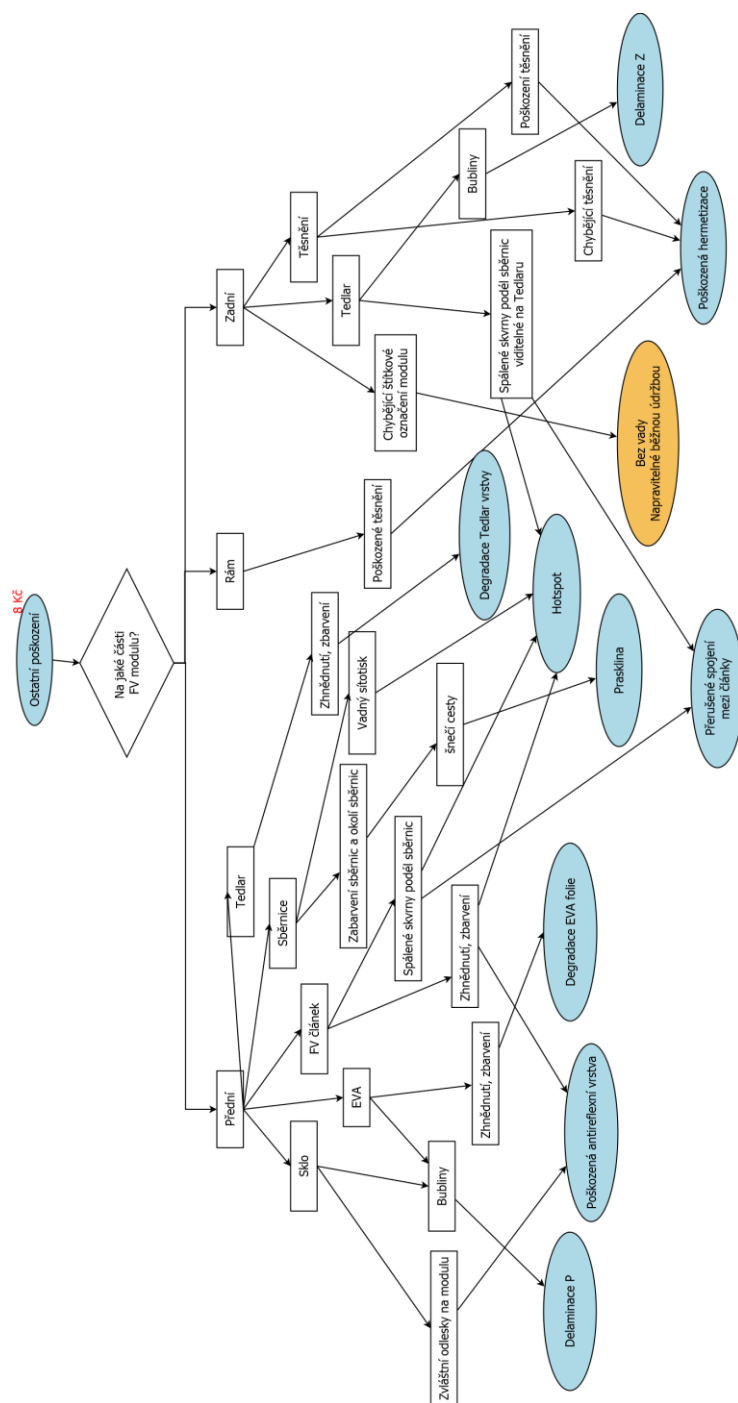 8 Kč
Ostatní poškození
Na jaké části
FV modulu?
Přední
Rám
Zadní
Sklo
EVA
FV článek
Sběrnice
Tedlar
Tedlar
Těsnění
Zvláštní odlesky na modulu
Bubliny
Zhnědnutí, zbarvení
Zhnědnutí, zbarvení
Spálené skvrny podél sběrnic
Zabarvení sběrnic a okolí sběrnic
šnečí cesty
Vadný sítotisk
Zhnědnutí, zbarvení
Poškozené těsnění
Chybějící štítkové
označení modulu
Spálené skvrny podél sběrnic
viditelné na Tedlaru
Bubliny
Chybějící těsnění
Poškození těsnění
Delaminace P
Poškozená antireflexní vrstva
Degradace EVA folie
Přerušené spojení
mezi články
Prasklina
Hotspot
Degradace Tedlar vrstvy
Bez vady
Napravitelné běžnou údržbou
Poškozená hermetizace
Delaminace Z